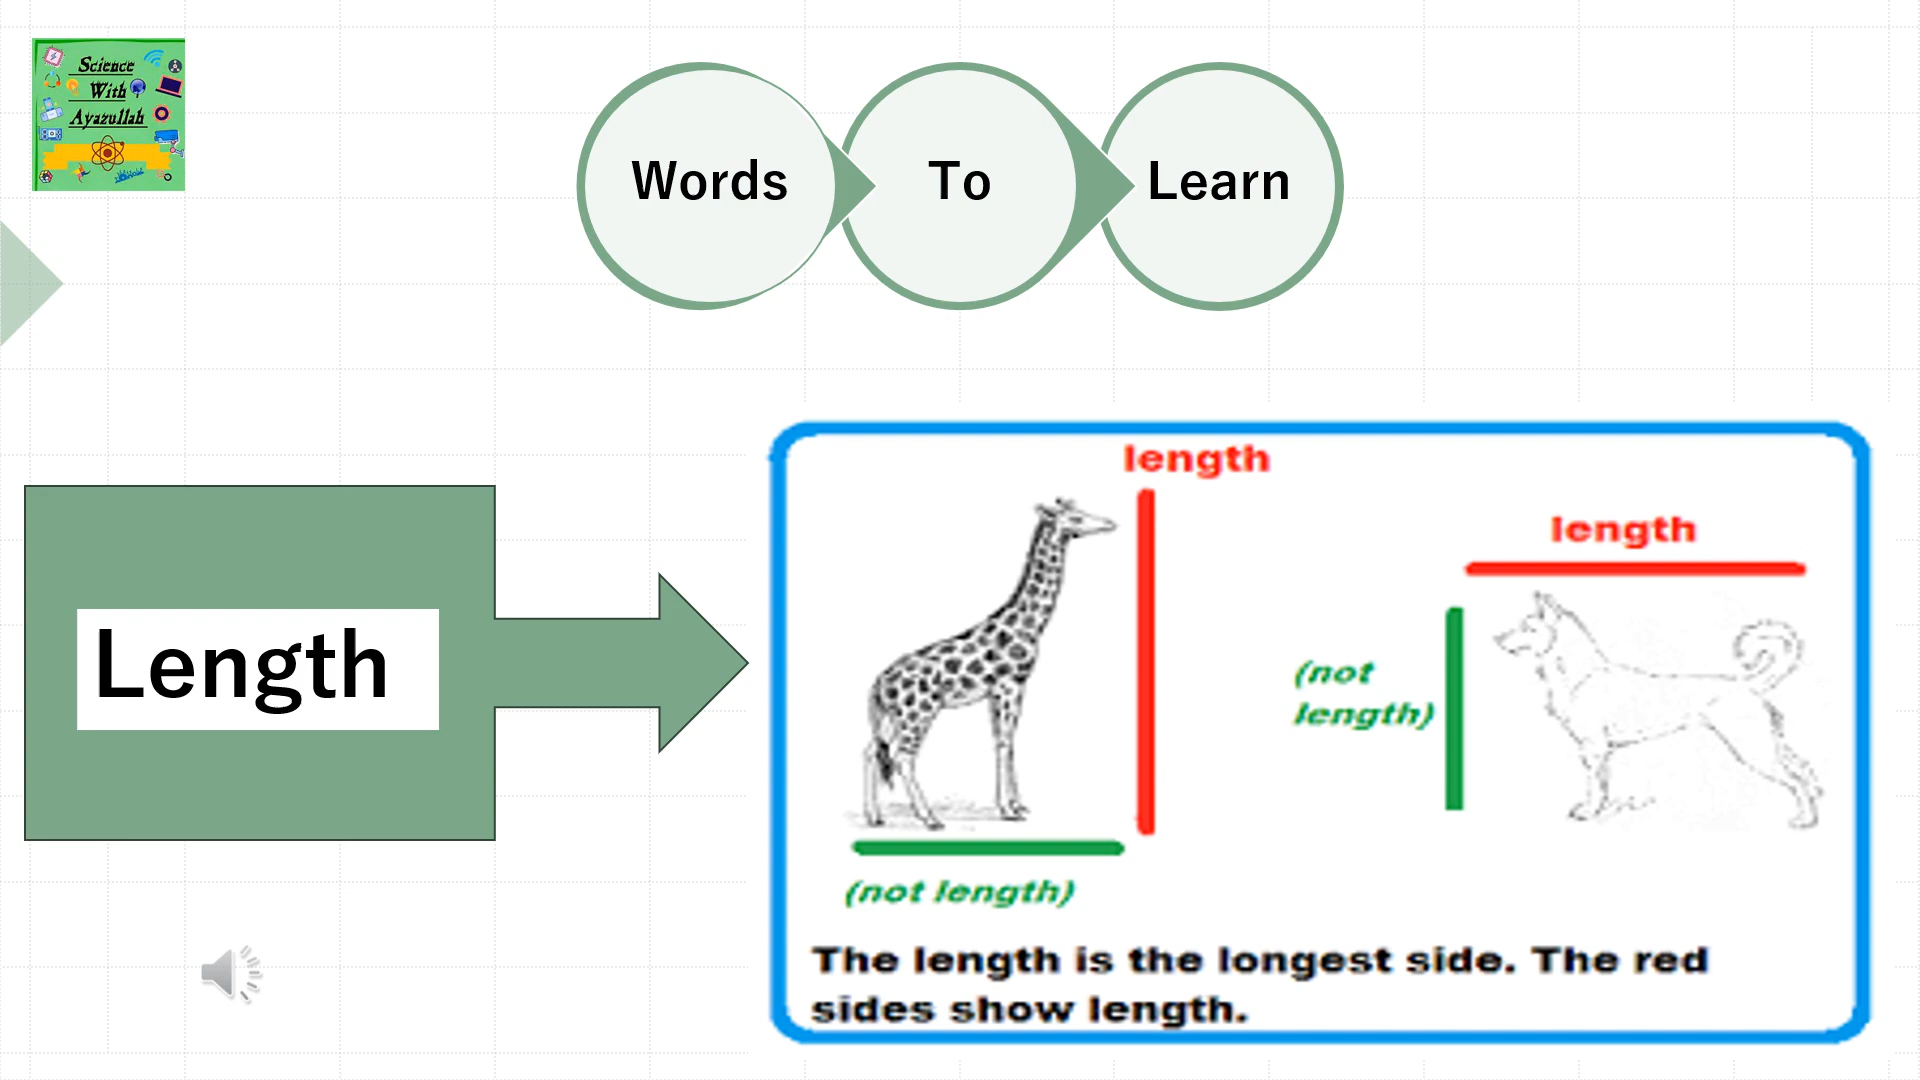 Science
With
Ayazullah
Words To Learn
Length
length
length
(not
length)
(not length)
The length is the longest side. The red
sides show length.